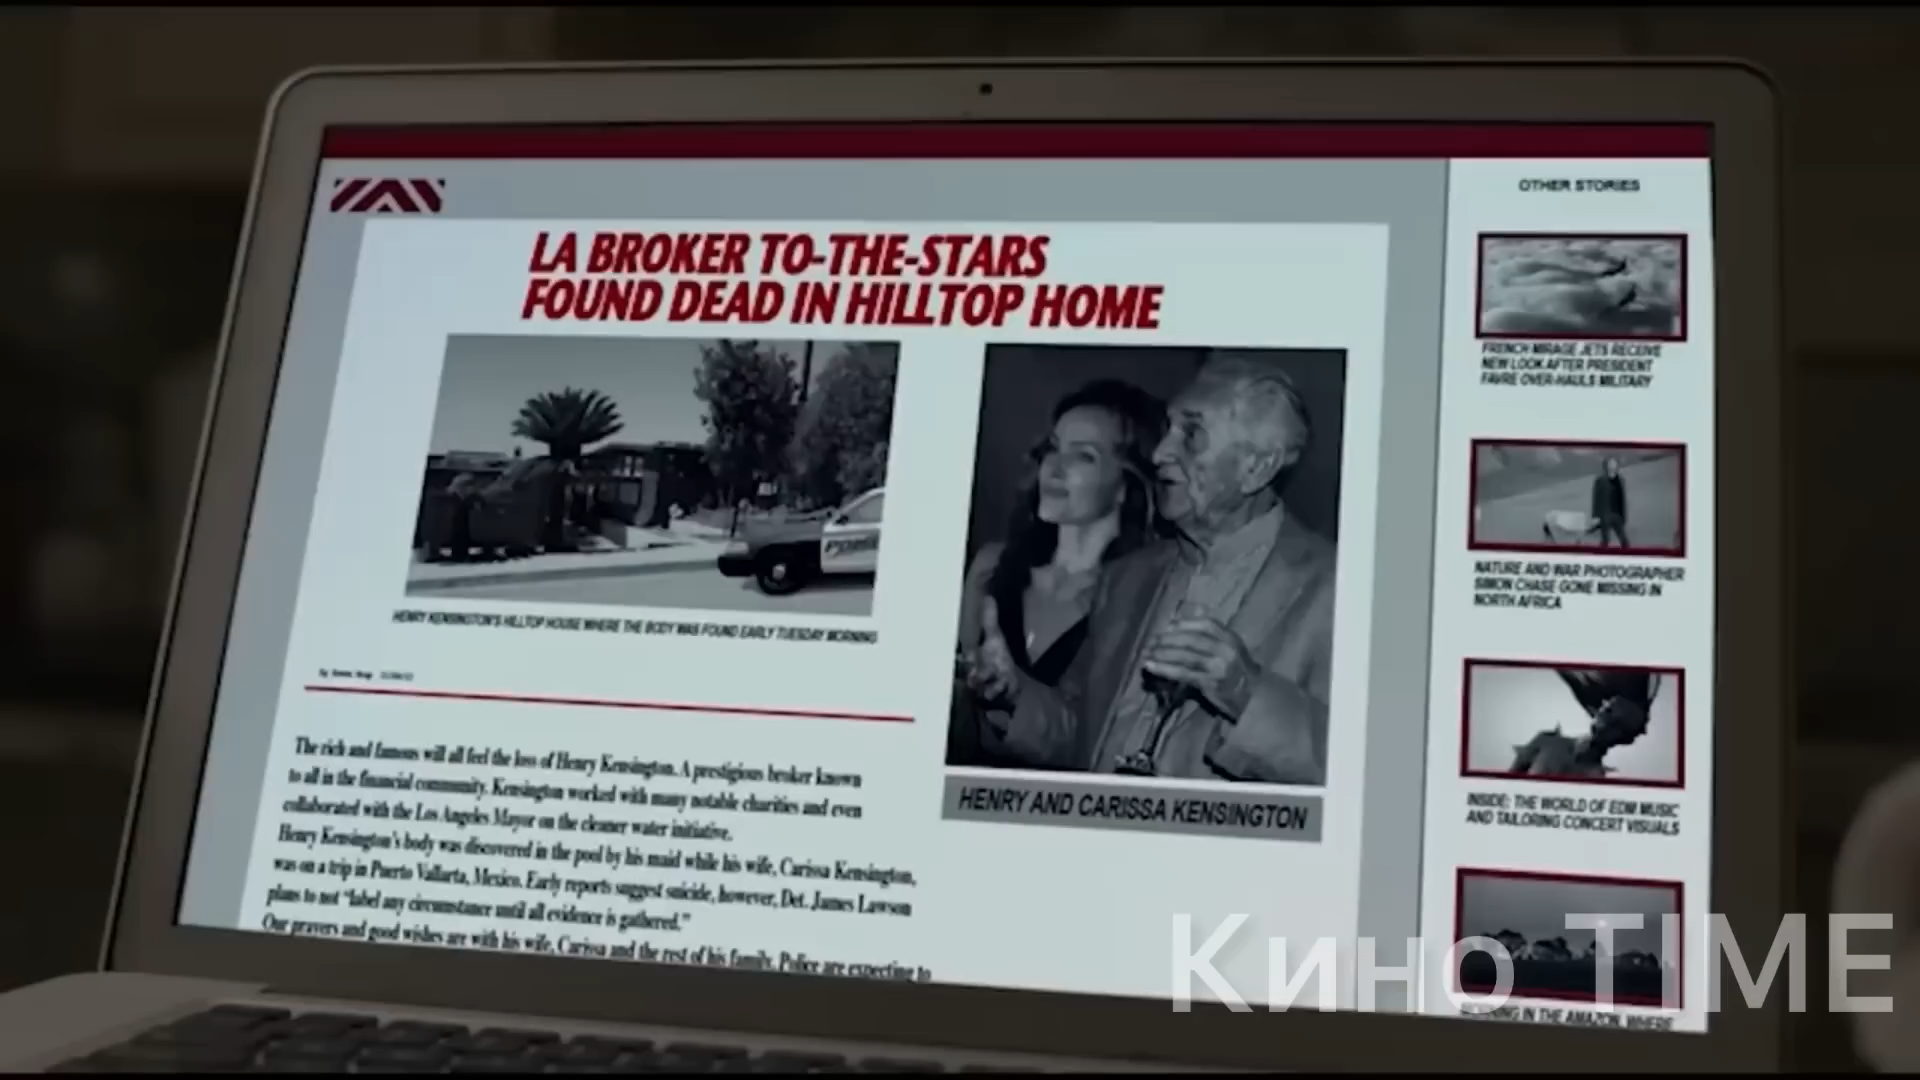 LA BROKER TO-THE-STARS
FOUND DEAD IN HILLTOP HOME
HENRY KENSINGTON'S HILLTOP HOUSE WHERE THE BODY WAS FOUND EARLY TUESDAY MORNING
By
The rich and famous will all feel the loss of Henry Kensington. A prestigious broker known
to all in the financial community. Kensington worked with many notable charities and even
collaborated with the Los Angeles Mayor on the cleaner water initiative.
Henry Kensington's body was discovered in the pool by his maid while his wife, Carissa Kensington,
was on a trip in Puerto Vallarta, Mexico. Early reports suggest suicide, however, Det. James Lawson
plans to not "label any circumstance until all evidence is gathered."
Our prayers and good wishes are with his wife, Carissa and the rest of his family. Police are expecting to
HENRY AND CARISSA KENSINGTON
OTHER STORIES
FRENCH MIRAGE JETS RECEIVE
NEW LOOK AFTER PRESIDENT
FAVRE OVER-HAULS MILITARY
NATURE AND WAR PHOTOGRAPHER
SIMON CHASE GONE MISSING IN
NORTH AFRICA
INSIDE: THE WORLD OF EDM MUSIC
AND TAILORING CONCERT VISUALS
IN THE AMAZON, WHERE
Кино TIME